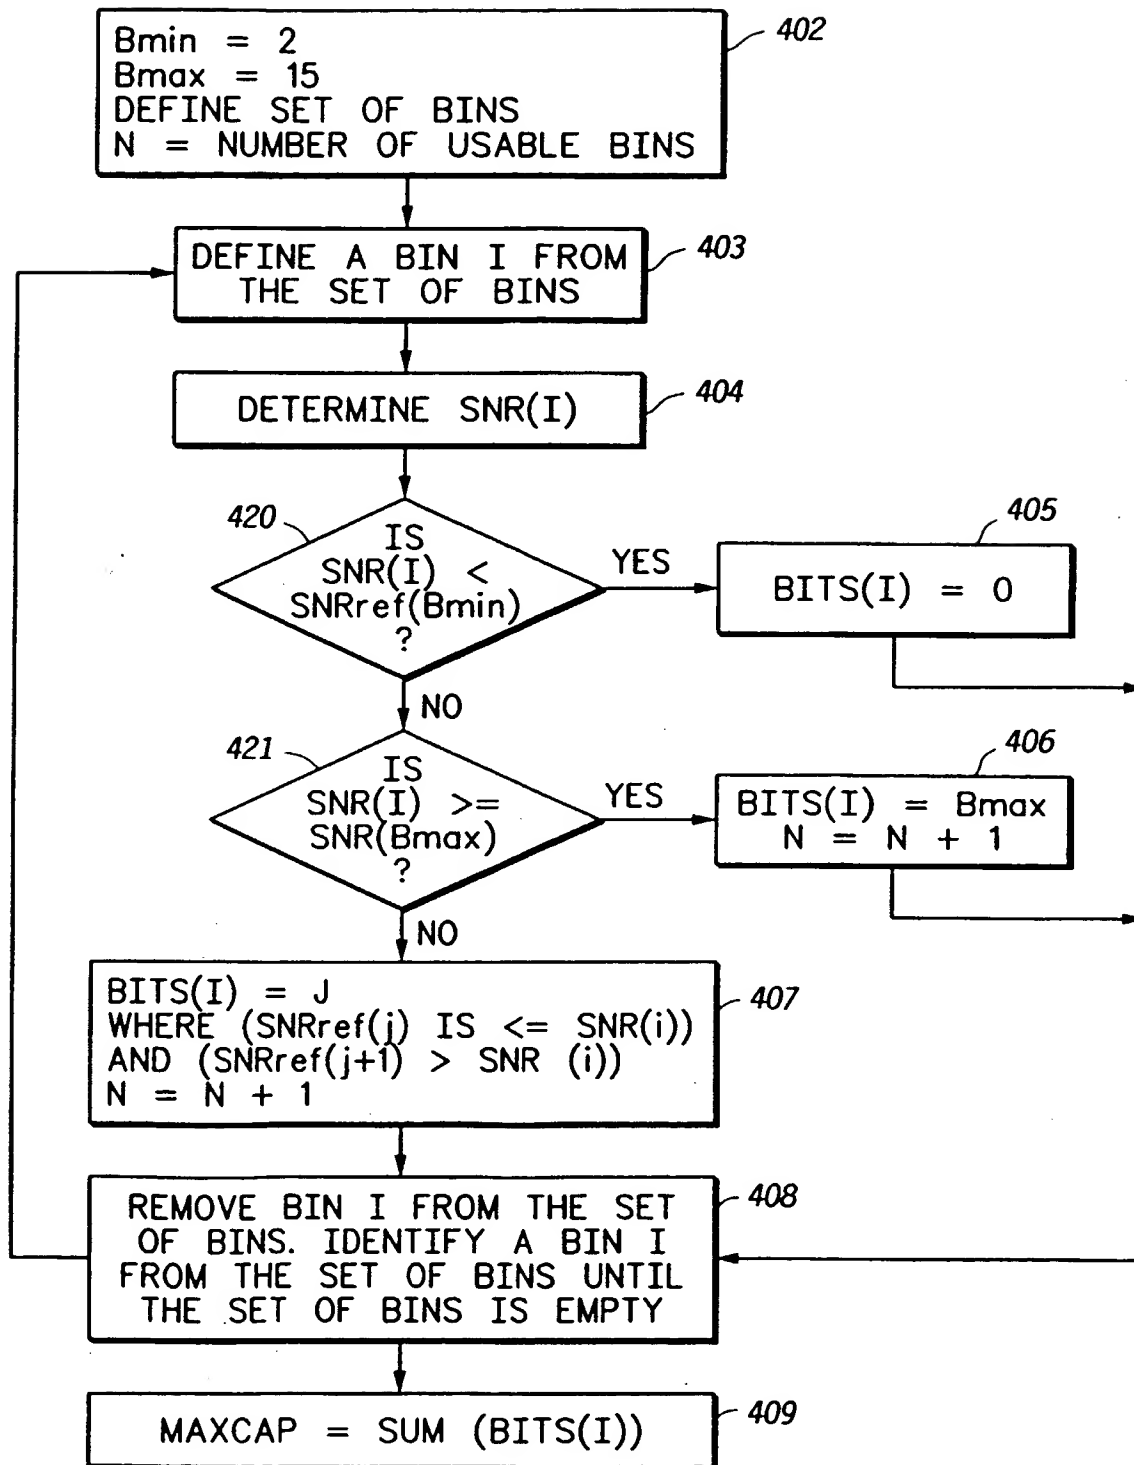 Bmin = 2
Bmax = 15
DEFINE SET OF BINS
N = NUMBER OF USABLE BINS
402
DEFINE A BIN I FROM
THE SET OF BINS
403
DETERMINE SNR(I)
404
420
IS
SNR(I) <
SNRref(Bmin)
?
YES
405
BITS(I) = 0
NO
421
IS
SNR(I) >=
SNR(Bmax)
?
YES
406
BITS(I) = Bmax
N = N + 1
NO
BITS(I) = J
WHERE (SNRref(j) IS <= SNR(i))
AND (SNRref(j+1) > SNR (i))
N = N + 1
407
REMOVE BIN I FROM THE SET
OF BINS. IDENTIFY A BIN I
FROM THE SET OF BINS UNTIL
THE SET OF BINS IS EMPTY
408
MAXCAP = SUM (BITS(I))
409